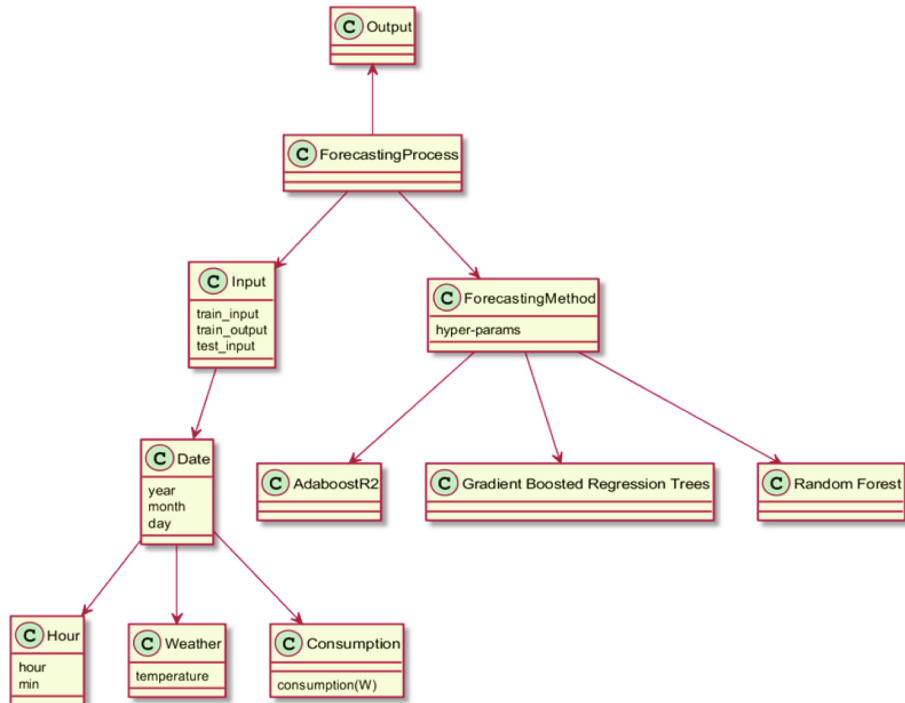 C Output
C ForecastingProcess
C Input
train_input
train_output
test_input
C ForecastingMethod
hyper-params
C Date
year
month
day
C AdaboostR2
C Gradient Boosted Regression Trees
C Random Forest
C Hour
hour
min
C Weather
temperature
C Consumption
consumption(W)